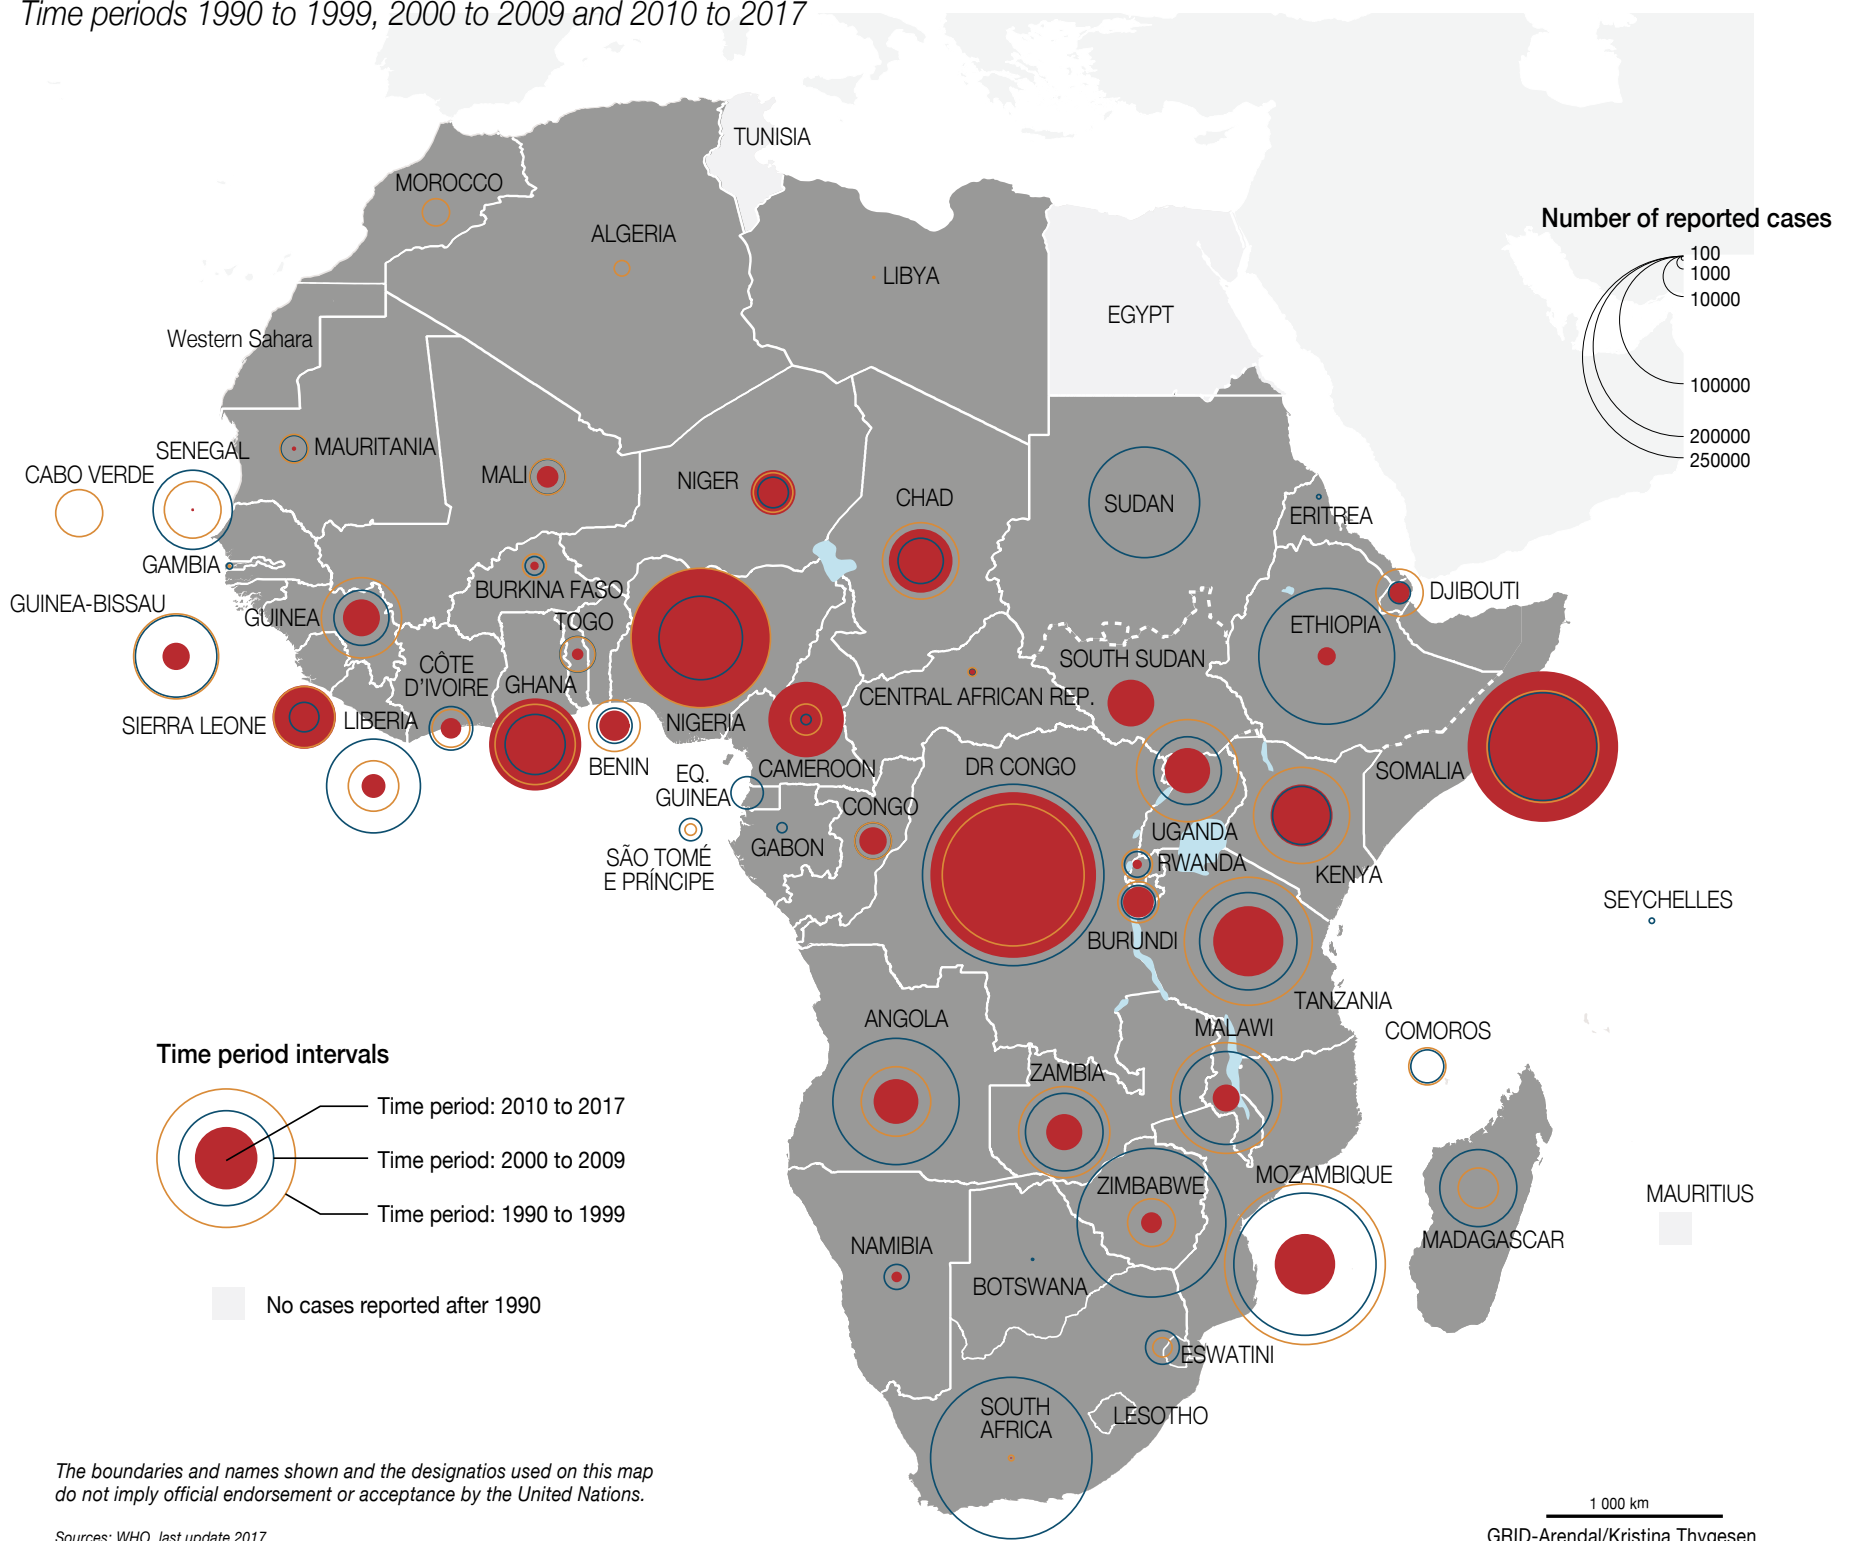 Time periods 1990 to 1999, 2000 to 2009 and 2010 to 2017
TUNISIA
MOROCCO
ALGERIA
LIBYA
EGYPT
Number of reported cases
100
1000
10000
100000
200000
250000
Western Sahara
MAURITANIA
SENEGAL
CABO VERDE
MALI
NIGER
CHAD
SUDAN
ERITREA
GAMBIA
BURKINA FASO
DJIBOUTI
GUINEA-BISSAU
GUINEA
TOGO
ETHIOPIA
CÔTE
D'IVOIRE
GHANA
SOUTH SUDAN
CENTRAL AFRICAN REP.
SIERRA LEONE
LIBERIA
NIGERIA
BENIN
CAMEROON
DR CONGO
SOMALIA
EQ.
GUINEA
CONGO
UGANDA
GABON
SÃO TOMÉ
E PRÍNCIPE
RWANDA
KENYA
SEYCHELLES
BURUNDI
TANZANIA
ANGOLA
MALAWI
COMOROS
ZAMBIA
Time period intervals
Time period: 2010 to 2017
Time period: 2000 to 2009
Time period: 1990 to 1999
ZIMBABWE
MOZAMBIQUE
MAURITIUS
MADAGASCAR
NAMIBIA
BOTSWANA
No cases reported after 1990
ESWATINI
SOUTH
AFRICA
LESOTHO
The boundaries and names shown and the designatios used on this map
do not imply official endorsement or acceptance by the United Nations.
1 000 km
Sources: WHO, last update 2017
GRID-Arendal/Kristina Thygesen